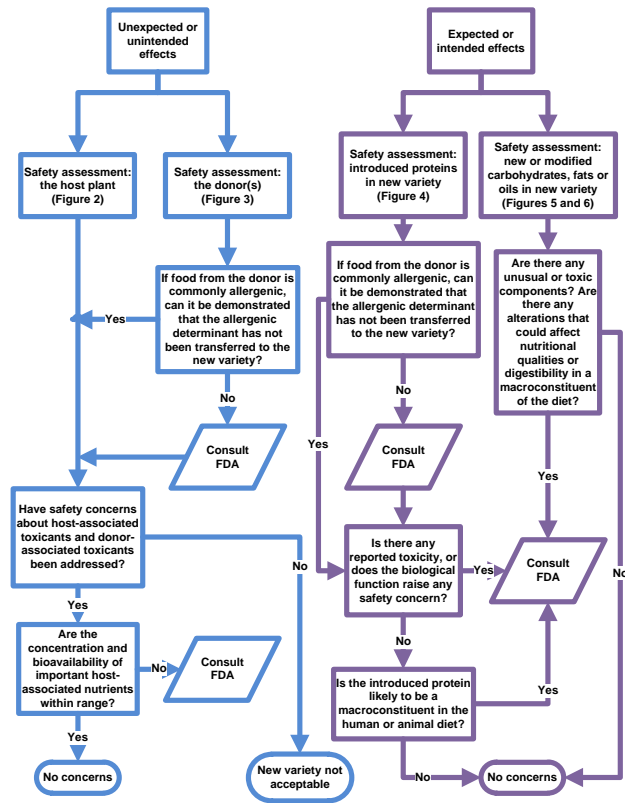 Unexpected or
unintended
effects
Expected or
intended effects
Safety assessment:
the host plant
(Figure 2)
Safety assessment:
the donor(s)
(Figure 3)
Safety assessment:
introduced proteins
in new variety
(Figure 4)
Safety assessment:
new or modified
carbohydrates, fats or
oils in new variety
(Figures 5 and 6)
If food from the donor is
commonly allergenic,
can it be demonstrated
that the allergenic
determinant has not
been transferred to the
new variety?
Yes
No
Consult
FDA
If food from the donor is
commonly allergenic, can
it be demonstrated that
the allergenic determinant
has not been transferred
to the new variety?
No
Yes
Consult
FDA
Are there any
unusual or toxic
components? Are
there any
alterations that
could affect
nutritional
qualities or
digestibility in a
macroconstituent
of the diet?
Yes
No
Have safety concerns
about host-associated
toxicants and donor-
associated toxicants
been addressed?
No
Yes
Is there any
reported toxicity, or
does the biological
function raise any
safety concern?
Yes
Consult
FDA
No
Are the
concentration and
bioavailability of
important host-
associated nutrients
within range?
No
Consult
FDA
Yes
Is the introduced protein
likely to be a
macroconstituent in the
human or animal diet?
Yes
No
No concerns
New variety not
acceptable
No concerns